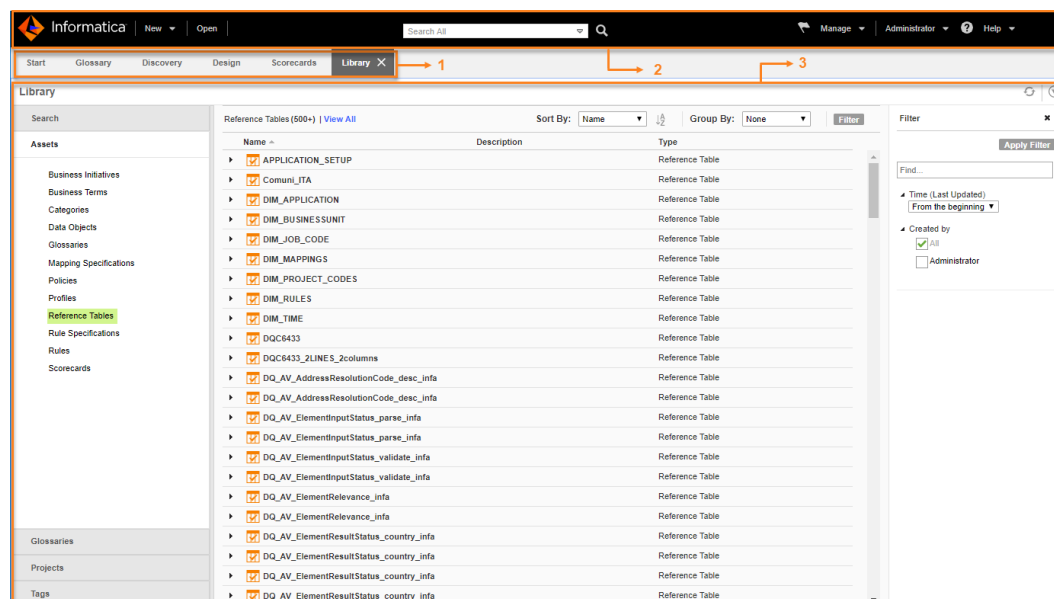 Informatica New Open Search All Manage Administrator ? Help
Start Glossary Discovery Design Scorecards Library X 1 2 3
Library
Search
Assets
Business Initiatives
Business Terms
Categories
Data Objects
Glossaries
Mapping Specifications
Policies
Profiles
Reference Tables
Rule Specifications
Rules
Scorecards
Glossaries
Projects
Tags
Reference Tables (500+) | View All Sort By: Name Group By: None Filter
Name Description Type
APPLICATION_SETUP Reference Table
Comuni_ITA Reference Table
DIM_APPLICATION Reference Table
DIM_BUSINESSUNIT Reference Table
DIM_JOB_CODE Reference Table
DIM_MAPPINGS Reference Table
DIM_PROJECT_CODES Reference Table
DIM_RULES Reference Table
DIM_TIME Reference Table
DQC6433 Reference Table
DQC6433_2LINES_2columns Reference Table
DQ_AV_AddressResolutionCode_desc_infa Reference Table
DQ_AV_AddressResolutionCode_desc_infa Reference Table
DQ_AV_ElementInputStatus_parse_infa Reference Table
DQ_AV_ElementInputStatus_parse_infa Reference Table
DQ_AV_ElementInputStatus_validate_infa Reference Table
DQ_AV_ElementInputStatus_validate_infa Reference Table
DQ_AV_ElementRelevance_infa Reference Table
DQ_AV_ElementRelevance_infa Reference Table
DQ_AV_ElementResultStatus_country_infa Reference Table
DQ_AV_ElementResultStatus_country_infa Reference Table
DQ_AV_ElementResultStatus_country_infa Reference Table
DQ_AV_ElementResultStatus_country_infa Reference Table
Filter
Apply Filter
Find...
Time (Last Updated)
From the beginning
Created by
All
Administrator